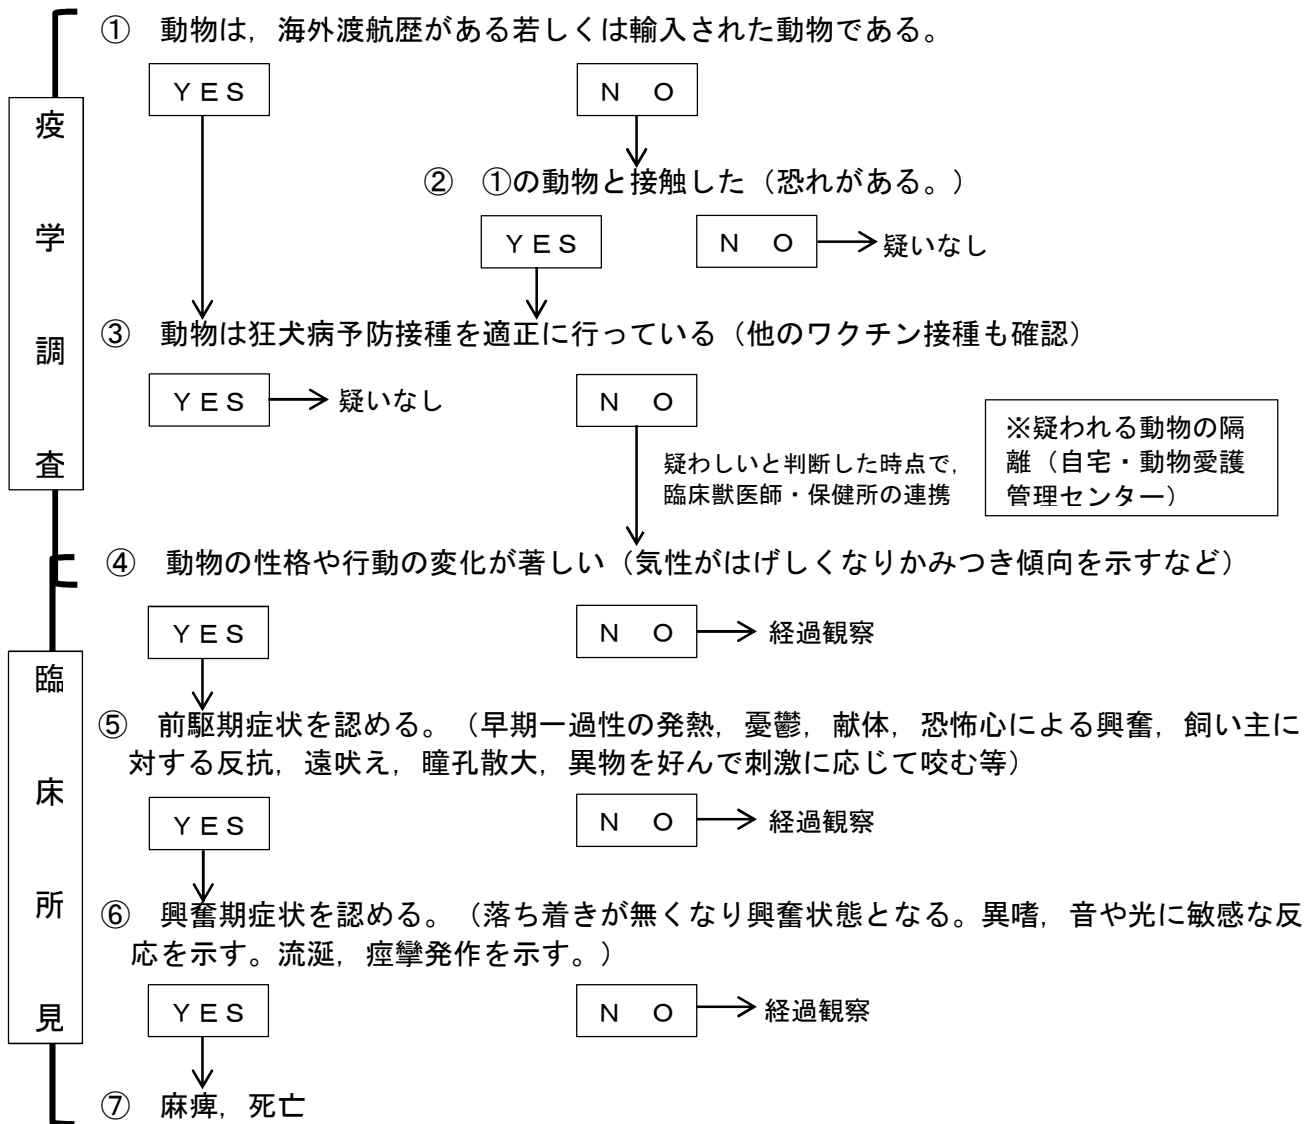 ① 動物は，海外渡航歴がある若しくは輸入された動物である。
ＹＥＳ
Ｎ　Ｏ
② ①の動物と接触した（恐れがある。）
ＹＥＳ
Ｎ　Ｏ
疑いなし
③ 動物は狂犬病予防接種を適正に行っている（他のワクチン接種も確認）
ＹＥＳ
疑いなし
Ｎ　Ｏ
疑わしいと判断した時点で，
臨床獣医師・保健所の連携
※疑われる動物の隔
離（自宅・動物愛護
管理センター）
疫学調査
④ 動物の性格や行動の変化が著しい（気性がはげしくなりかみつき傾向を示すなど）
ＹＥＳ
Ｎ　Ｏ
経過観察
⑤ 前駆期症状を認める。（早期一過性の発熱，憂鬱，献体，恐怖心による興奮，飼い主に
対する反抗，遠吠え，瞳孔散大，異物を好んで刺激に応じて咬む等）
ＹＥＳ
Ｎ　Ｏ
経過観察
⑥ 興奮期症状を認める。（落ち着きが無くなり興奮状態となる。異嗜，音や光に敏感な反
応を示す。流涎，痙攣発作を示す。）
ＹＥＳ
Ｎ　Ｏ
経過観察
⑦ 麻痺，死亡
臨床所見